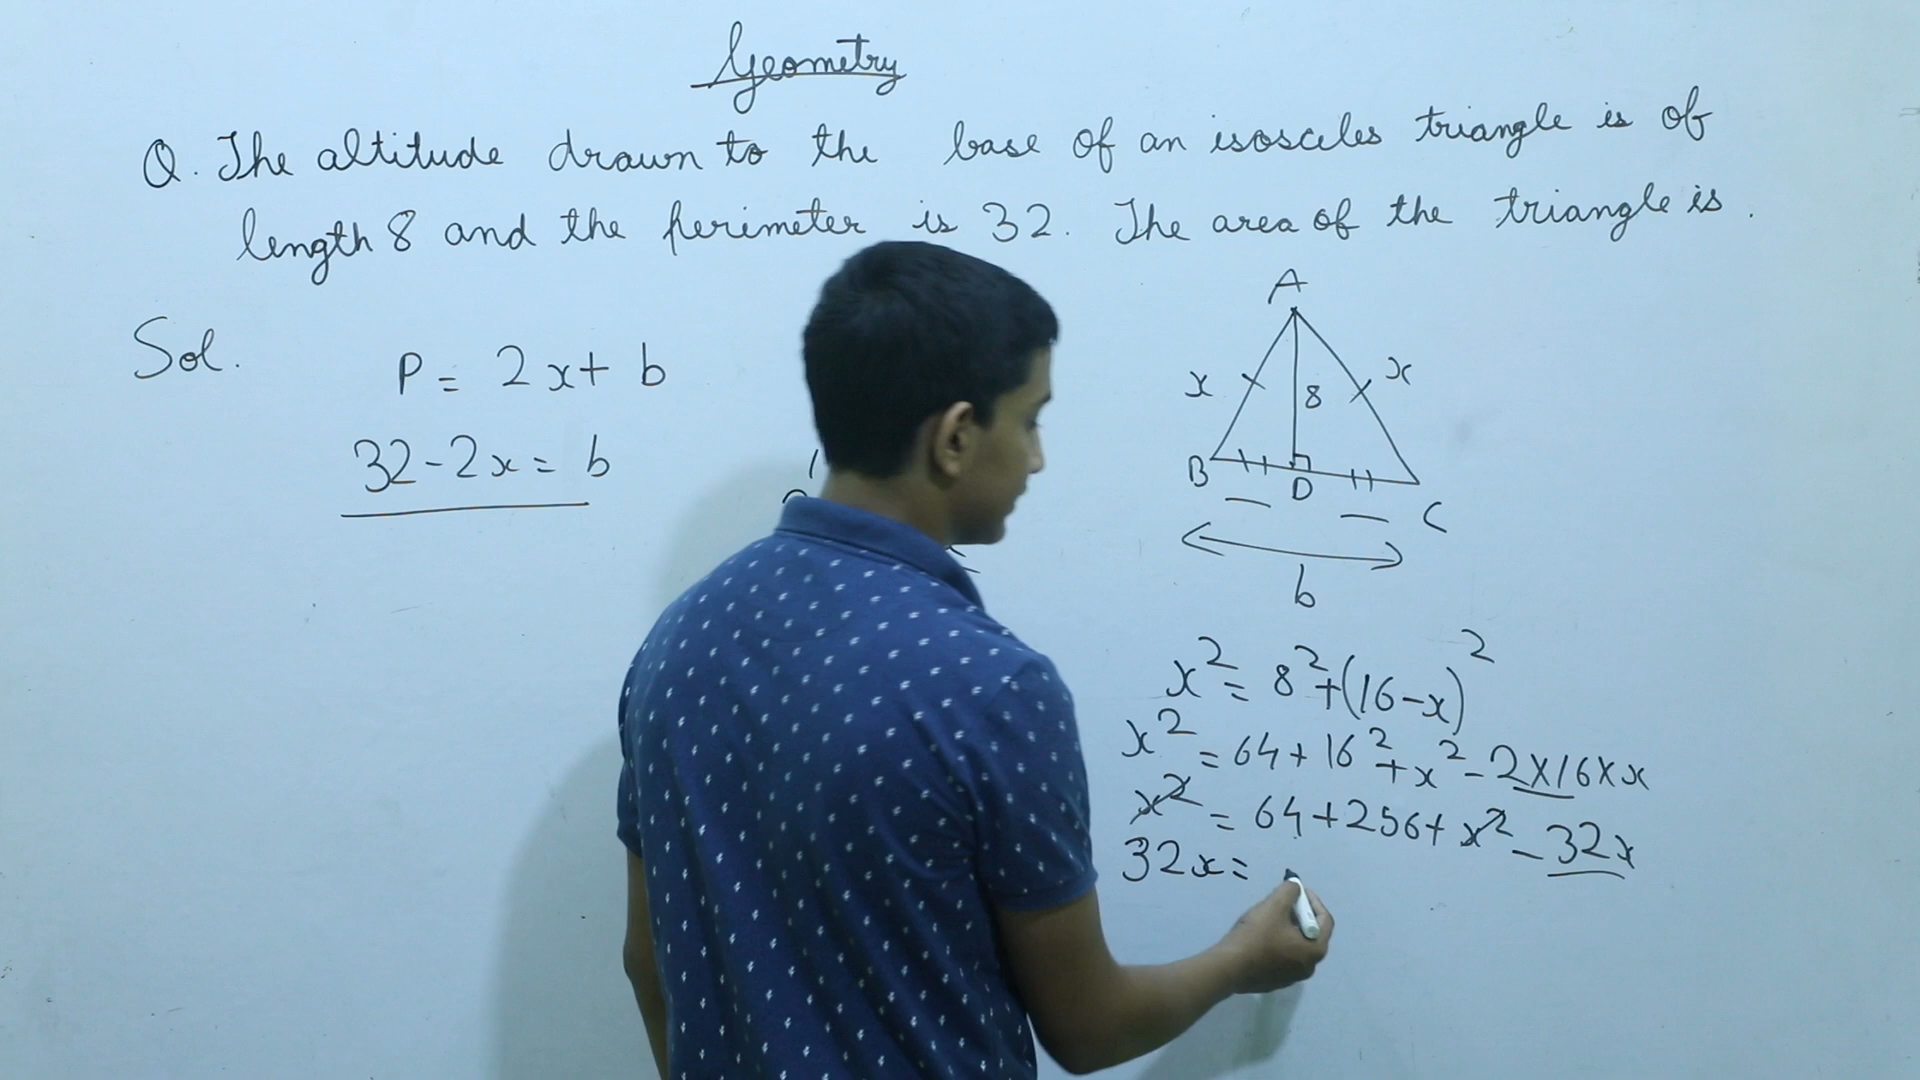 Geometry
Q. The altitude drawn to the base of an isosceles triangle is of
length 8 and the perimeter is 32. The area of the triangle is.
Sol.
P = 2x + b
32 - 2x = b
A
x
8
x
B
D
C
b
x² = 8² + (16 - x)²
x² = 64 + 16² + x² - 2 × 16 × x
x² = 64 + 256 + x² - 32x
32x =